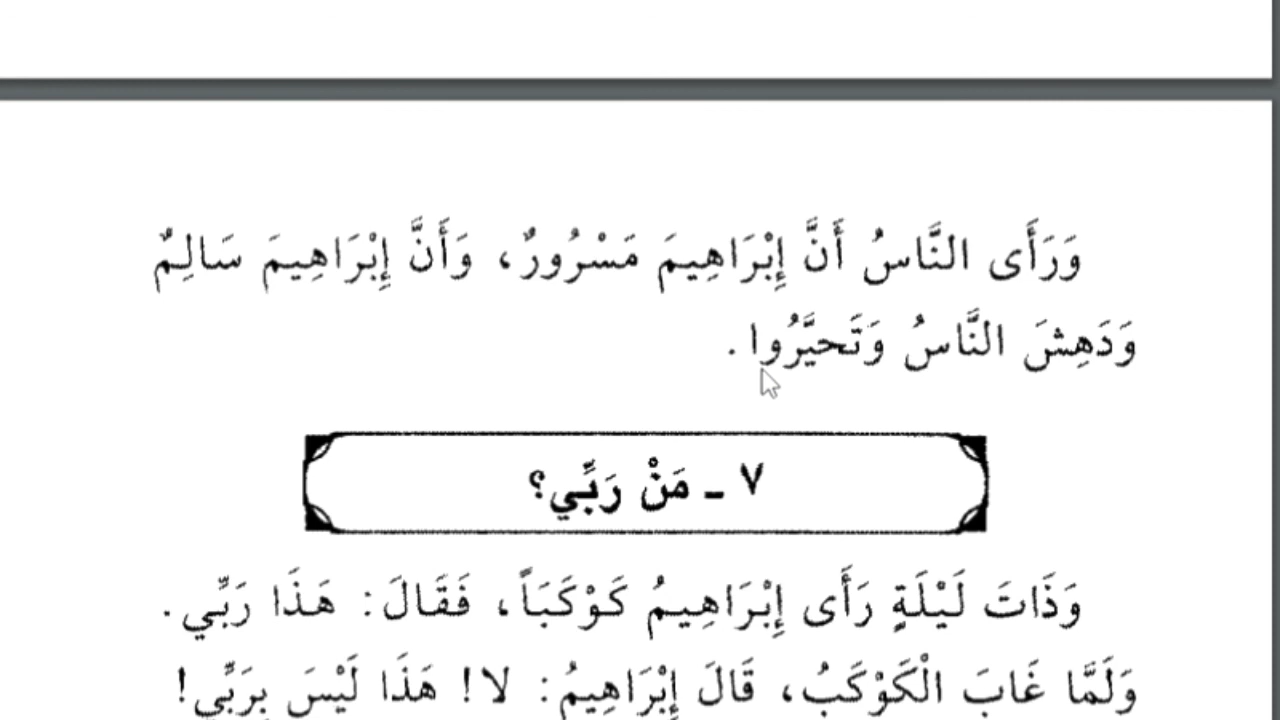 وَرَأَى النَّاسُ أَنَّ إِبْرَاهِيمَ مَسْرُورٌ، وَأَنَّ إِبْرَاهِيمَ سَالِمٌ
وَدَهِشَ النَّاسُ وَتَحَيَّرُوا.
٧ ـ مَنْ رَبِّي؟
وَذَاتَ لَيْلَةٍ رَأَى إِبْرَاهِيمُ كَوْكَبَاً، فَقَالَ: هَذَا رَبِّي.
وَلَمَّا غَابَ الْكَوْكَبُ، قَالَ إِبْرَاهِيمُ: لا! هَذَا لَيْسَ بِرَبِّي!